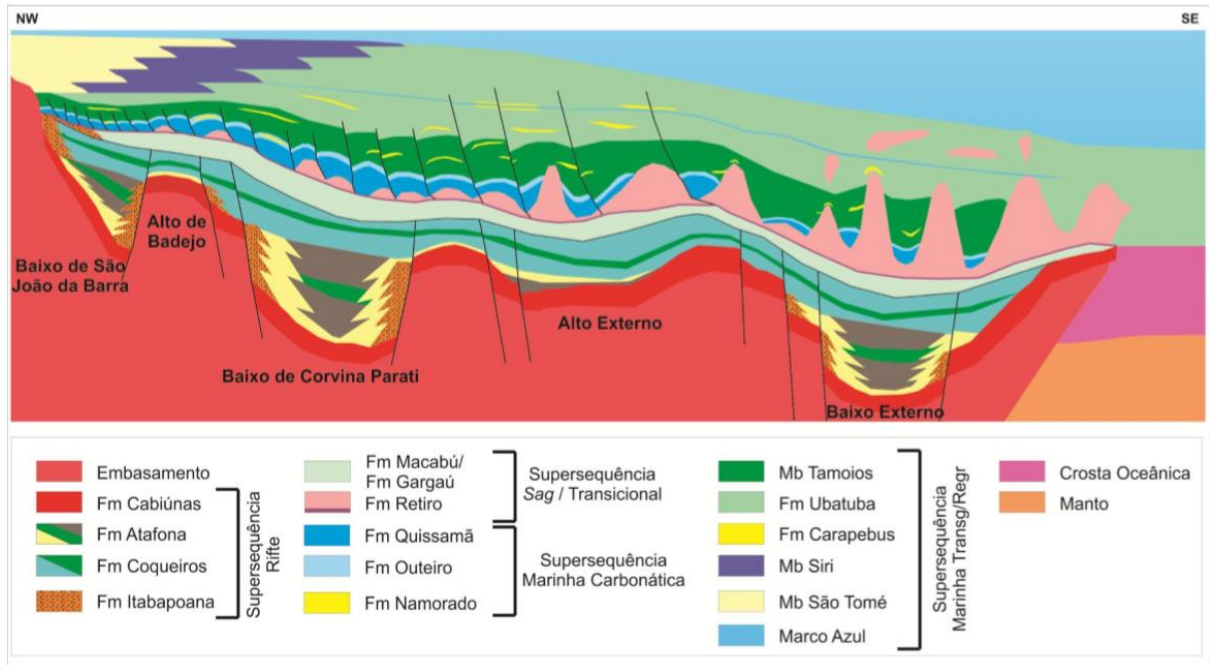 NW
SE
Alto de
Badejo
Baixo de São
João da Barra
Alto Externo
Baixo de Corvina Parati
Baixo Externo
Embasamento
Fm Cabiúnas
Fm Atafona
Fm Coqueiros
Fm Itabapoana
Supersequência
Rifte
Fm Macabú/
Fm Gargaú
Fm Retiro
Supersequência
Sag / Transicional
Fm Quissamã
Fm Outeiro
Fm Namorado
Supersequência
Marinha Carbonática
Mb Tamoios
Fm Ubatuba
Fm Carapebus
Mb Siri
Mb São Tomé
Marco Azul
Supersequência
Marinha Transg/Regr
Crosta Oceânica
Manto